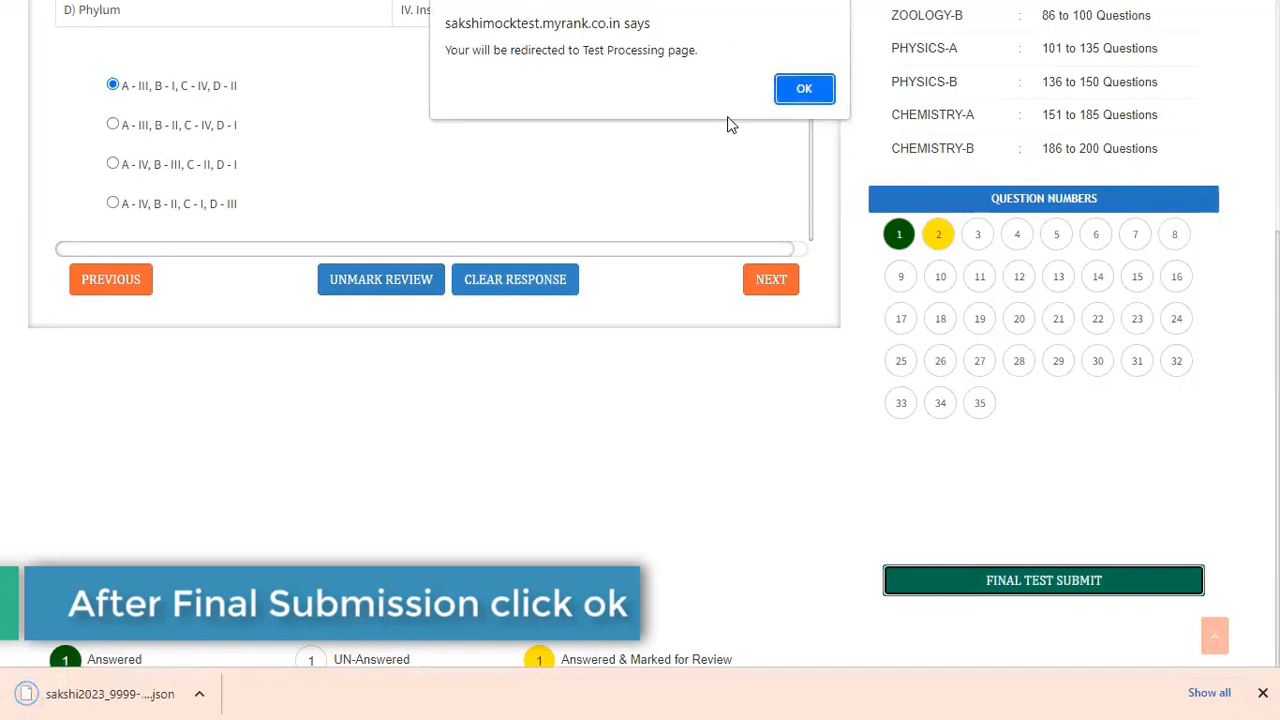 D) Phylum
IV. Ins
A - III, B - I, C - IV, D - II
A - III, B - II, C - IV, D - I
A - IV, B - III, C - II, D - I
A - IV, B - II, C - I, D - III
PREVIOUS
UNMARK REVIEW
CLEAR RESPONSE
NEXT
sakshimocktest.myrank.co.in says
Your will be redirected to Test Processing page.
OK
ZOOLOGY-B : 86 to 100 Questions
PHYSICS-A : 101 to 135 Questions
PHYSICS-B : 136 to 150 Questions
CHEMISTRY-A : 151 to 185 Questions
CHEMISTRY-B : 186 to 200 Questions
QUESTION NUMBERS
1 2 3 4 5 6 7 8
9 10 11 12 13 14 15 16
17 18 19 20 21 22 23 24
25 26 27 28 29 30 31 32
33 34 35
FINAL TEST SUBMIT
After Final Submission click ok
1 Answered
1 UN-Answered
1 Answered & Marked for Review
sakshi2023_9999-....json
Show all